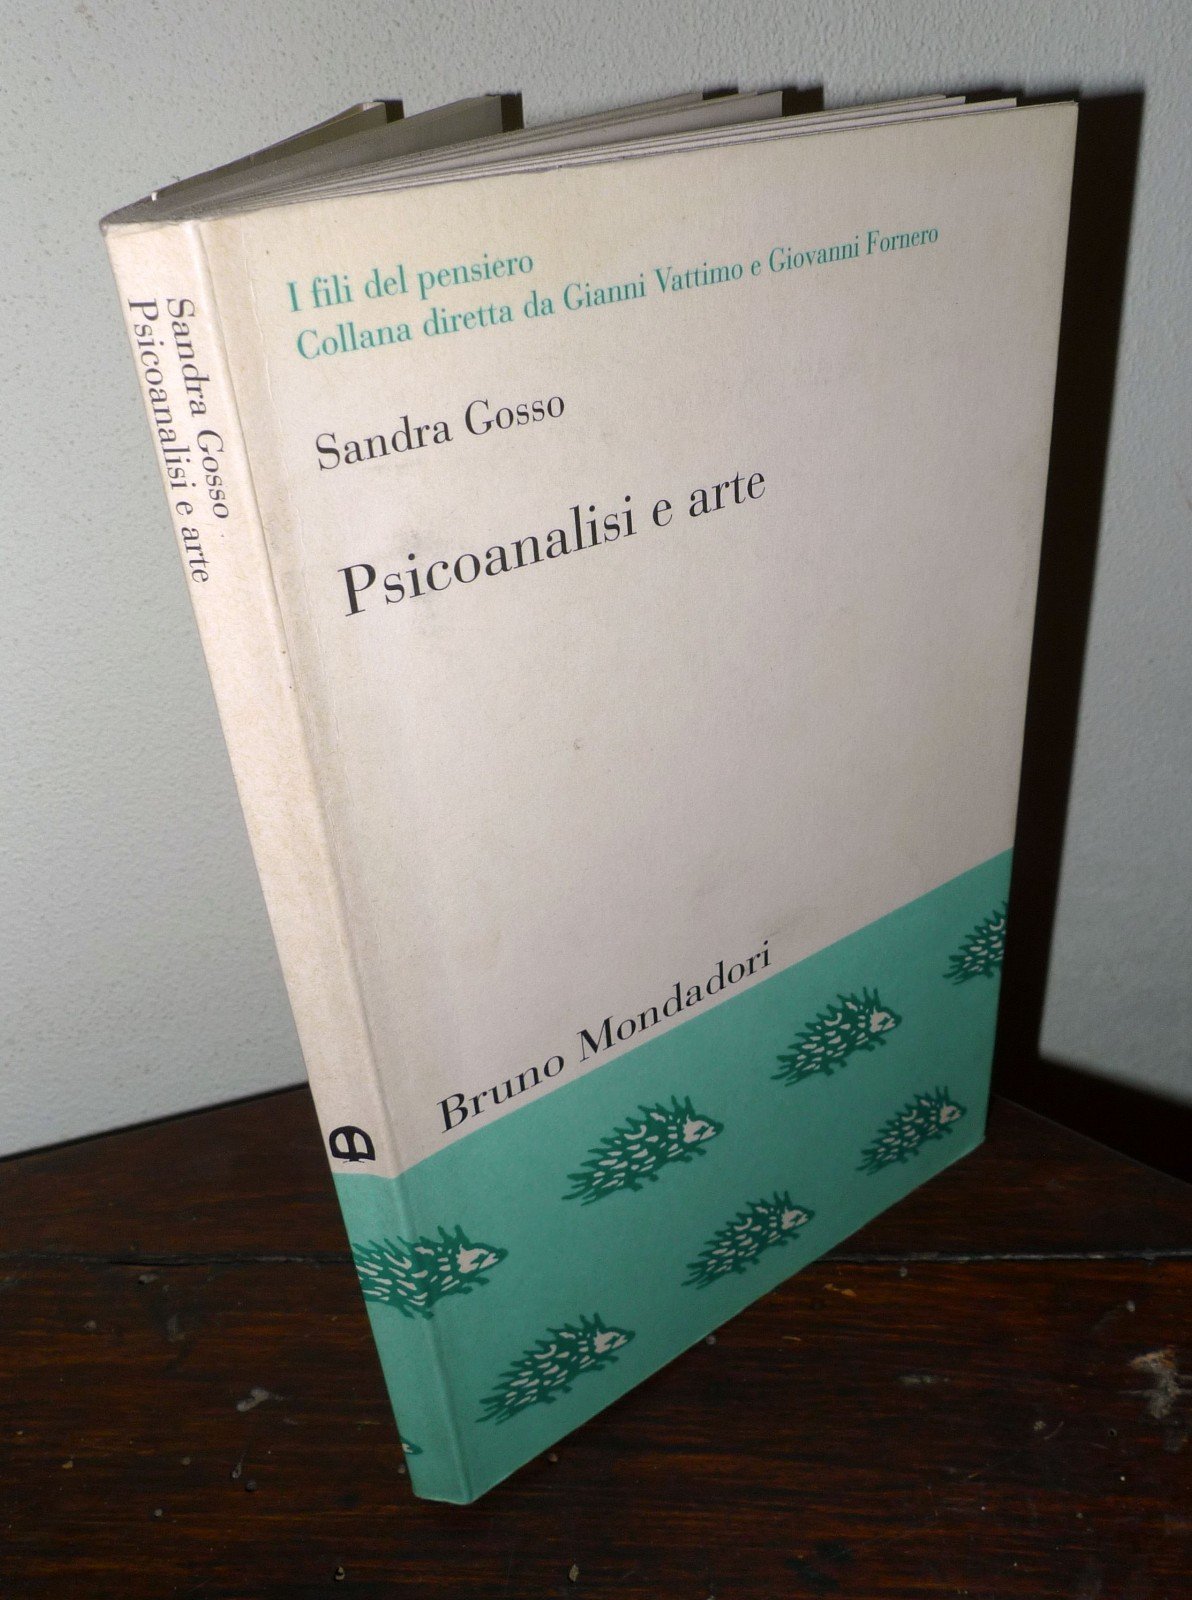 I fili del pensiero
Collana diretta da Gianni Vattimo e Giovanni Fornero
Sandra Gosso
Psicoanalisi e arte
Bruno Mondadori
Sandra Gosso
Psicoanalisi e arte